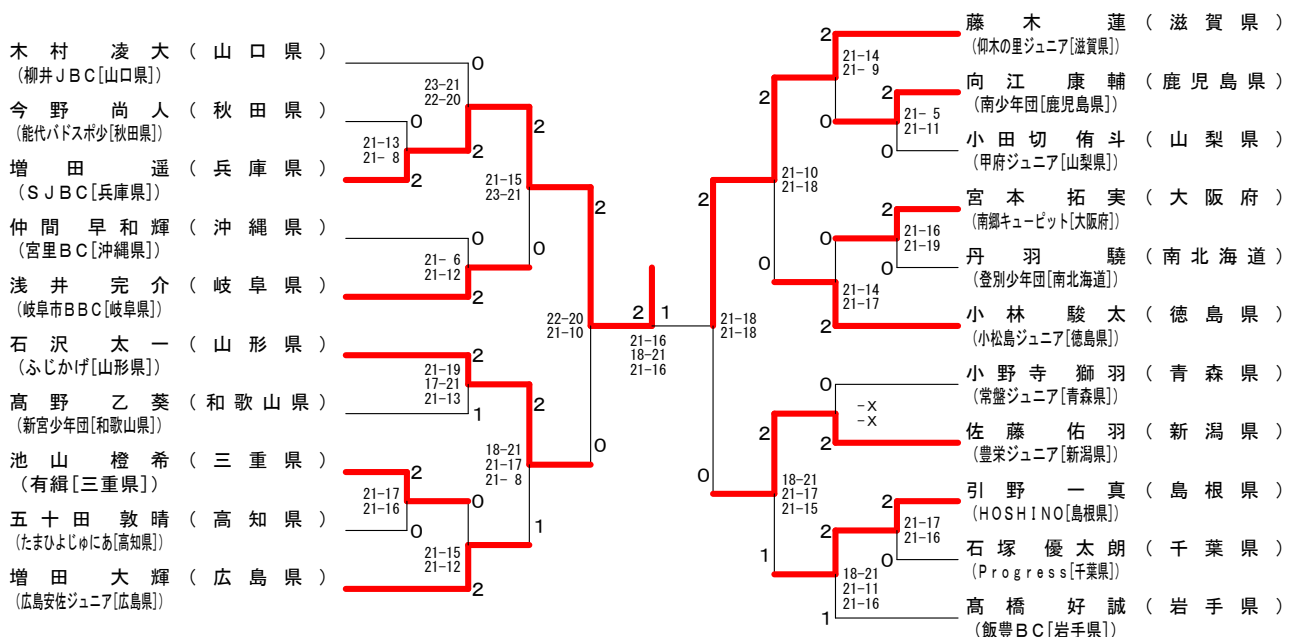 木村 凌大 (山口県)
(柳井JBC[山口県])
今野 尚人 (秋田県)
(能代バドスポ少[秋田県])
増田 遥 (兵庫県)
(SJBC[兵庫県])
仲間 早和輝 (沖縄県)
(宮里BC[沖縄県])
浅井 完介 (岐阜県)
(岐阜市BBC[岐阜県])
石沢 太一 (山形県)
(ふじかげ[山形県])
髙野 乙葵 (和歌山県)
(新宮少年団[和歌山県])
池山 橙希 (三重県)
(有緝[三重県])
五十田 敦晴 (高知県)
(たまひよじゅにあ[高知県])
増田 大輝 (広島県)
(広島安佐ジュニア[広島県])
0
23-21
22-20
0
21-13
21- 8
2
2
2
21-15
23-21
0
21- 6
21-12
2
0
2
2
21-19
17-21
21-13
1
2
18-21
21-17
21- 8
2
21-17
21-16
0
0
21-15
21-12
2
1
22-20
21-10
0
2
1
21-16
18-21
21-16
2
21-18
21-18
0
2
21-10
21-18
0
2
21-14
21- 9
0
2
21- 5
21-11
0
0
2
21-16
21-19
0
21-14
21-17
2
0
-X
-X
2
2
18-21
21-17
21-15
1
2
2
21-17
21-16
0
18-21
21-11
21-16
1
藤木 蓮 (滋賀県)
(仰木の里ジュニア[滋賀県])
向江 康輔 (鹿児島県)
(南少年団[鹿児島県])
小田切 侑斗 (山梨県)
(甲府ジュニア[山梨県])
宮本 拓実 (大阪府)
(南郷キューピット[大阪府])
丹羽 驍 (南北海道)
(登別少年団[南北海道])
小林 駿太 (徳島県)
(小松島ジュニア[徳島県])
小野寺 獅羽 (青森県)
(常盤ジュニア[青森県])
佐藤 佑羽 (新潟県)
(豊栄ジュニア[新潟県])
引野 一真 (島根県)
(HOSHINO[島根県])
石塚 優太朗 (千葉県)
(Progress[千葉県])
髙橋 好誠 (岩手県)
(飯豊BC[岩手県])